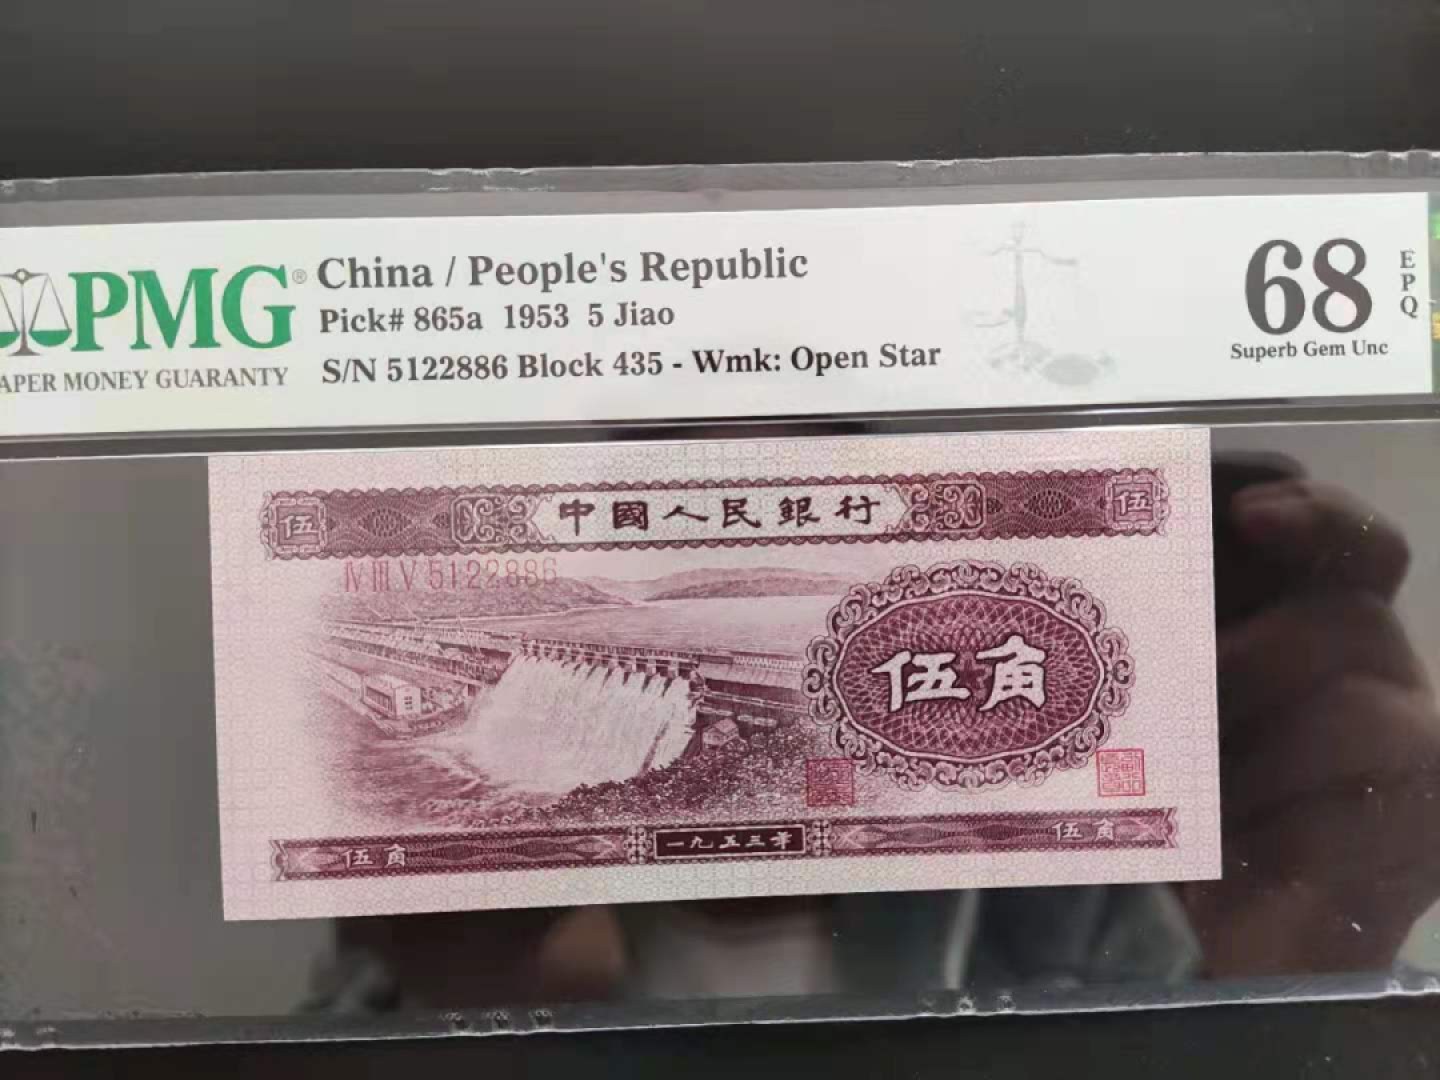 PMG®
APER MONEY GUARANTY
China / People's Republic
Pick# 865a 1953 5 Jiao
S/N 5122886 Block 435 - Wmk: Open Star
68
EPQ
Superb Gem Unc
伍
中國人民銀行
伍
IV III V 5122886
伍角
伍角
一九五三年
伍角